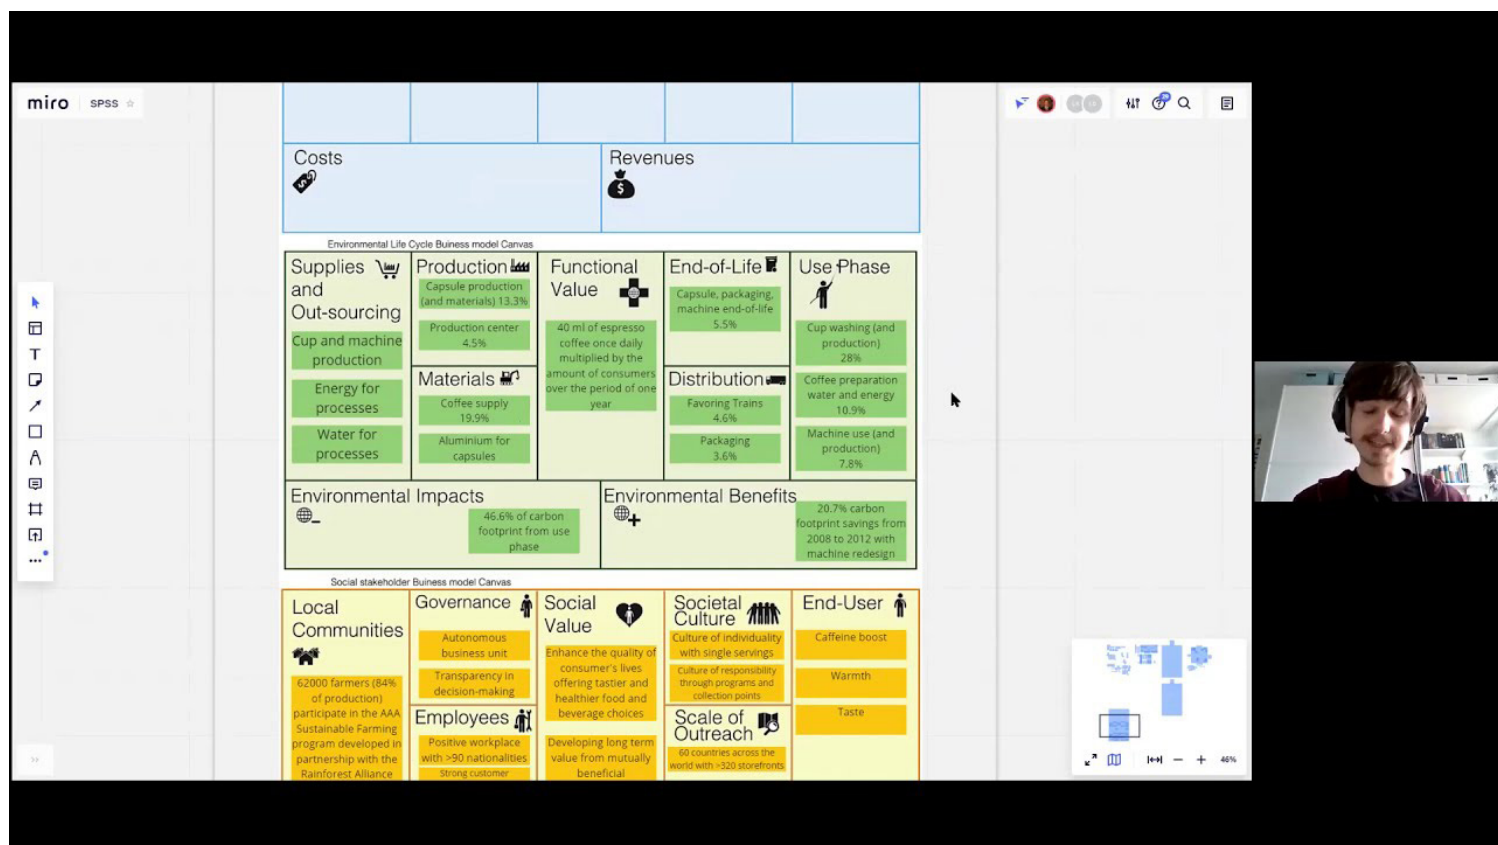 miro SPSS
Costs
Revenues
Environmental Life Cycle Buiness model Canvas
Supplies
and
Out-sourcing
Cup and machine
production
Energy for
processes
Water for
processes
Production
Capsule production
(and materials) 13.3%
Production center
4.5%
Materials
Coffee supply
19.9%
Aluminium for
capsules
Functional
Value
40 ml of espresso
coffee once daily
multiplied by the
amount of consumers
over the period of one
year
End-of-Life
Capsule, packaging,
machine end-of-life
5.5%
Distribution
Favoring Trains
4.6%
Packaging
3.6%
Use Phase
Cup washing (and
production)
28%
Coffee preparation
water and energy
10.9%
Machine use (and
production)
7.8%
Environmental Impacts
46.6% of carbon
footprint from use
phase
Environmental Benefits
20.7% carbon
footprint savings from
2008 to 2012 with
machine redesign
Social stakeholder Buiness model Canvas
Local
Communities
62000 farmers (84%
of production)
participate in the AAA
Sustainable Farming
program developed in
partnership with the
Rainforest Alliance
Governance
Autonomous
business unit
Transparency in
decision-making
Employees
Positive workplace
with >90 nationalities
Strong customer
Social
Value
Enhance the quality of
consumer's lives
offering tastier and
healthier food and
beverage choices
Developing long term
value from mutually
beneficial
Societal
Culture
Culture of individuality
with single servings
Culture of responsibility
through programs and
collection points
Scale of
Outreach
60 countries across the
world with >320 storefronts
End-User
Caffeine boost
Warmth
Taste
46%